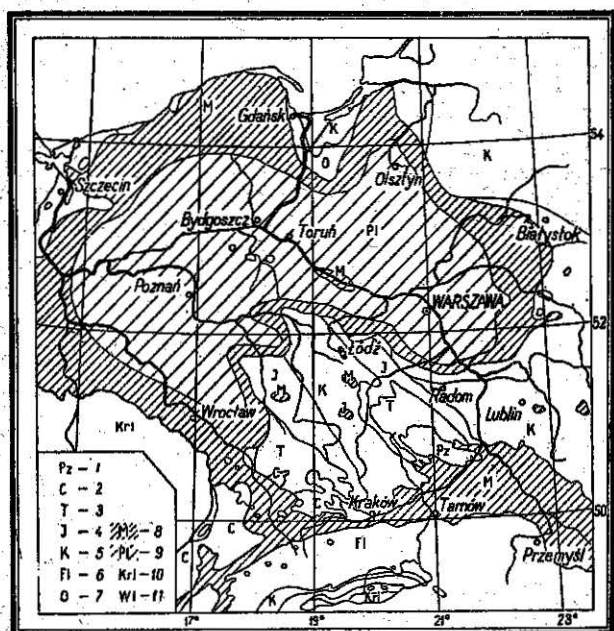 M
Gdańsk
K
54
O
K
Szczecin
Olsztyn
Bydgoszcz
Toruń
Pl
Białystok
M
Poznań
WARSZAWA
52
Łódź
J
M
K
M
J
J
T
Radom
Lublin
K
Wrocław
T
Pz
Krl
C
Kraków
M
Tarnów
50
C
Fl
Przemyśl
C
K
Krl
Pz – 1
C – 2
T – 3
J – 4 M – 8
K – 5 Pl – 9
Fl – 6 Krl – 10
O – 7 Wl – 11
17°
19°
21°
23°